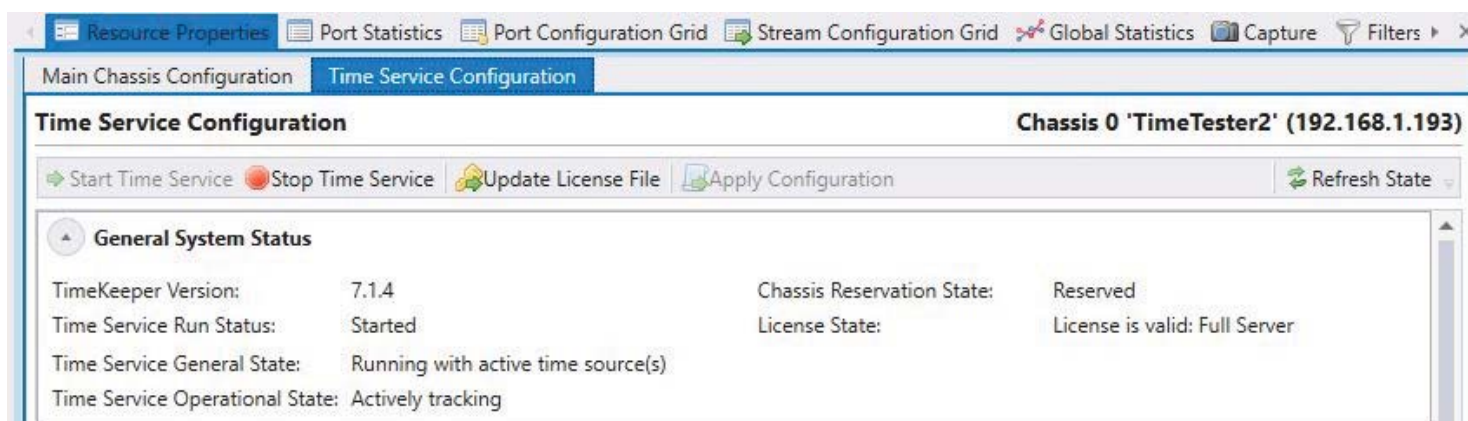 Resource Properties Port Statistics Port Configuration Grid Stream Configuration Grid Global Statistics Capture Filters
Main Chassis Configuration Time Service Configuration
Time Service Configuration Chassis 0 'TimeTester2' (192.168.1.193)
Start Time Service Stop Time Service Update License File Apply Configuration Refresh State
General System Status
TimeKeeper Version: 7.1.4 Chassis Reservation State: Reserved
Time Service Run Status: Started License State: License is valid: Full Server
Time Service General State: Running with active time source(s)
Time Service Operational State: Actively tracking